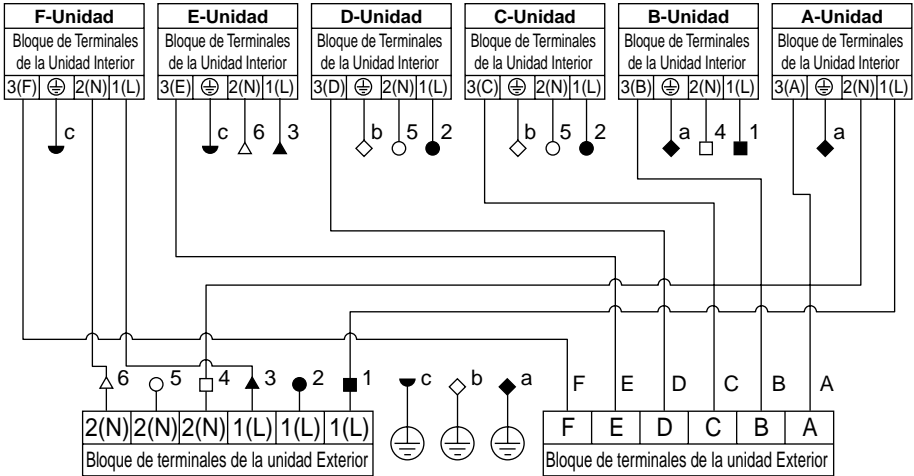 F-Unidad E-Unidad D-Unidad C-Unidad B-Unidad A-Unidad
Bloque de Terminales Bloque de Terminales Bloque de Terminales Bloque de Terminales Bloque de Terminales Bloque de Terminales
de la Unidad Interior de la Unidad Interior de la Unidad Interior de la Unidad Interior de la Unidad Interior de la Unidad Interior
3(F) 2(N) 1(L) 3(E) 2(N) 1(L) 3(D) 2(N) 1(L) 3(C) 2(N) 1(L) 3(B) 2(N) 1(L) 3(A) 2(N) 1(L)
c c 6 3 b 5 2 b 5 2 a 4 1 a
6 5 4 3 2 1 c b a F E D C B A
2(N) 2(N) 2(N) 1(L) 1(L) 1(L) F E D C B A
Bloque de terminales de la unidad Exterior Bloque de terminales de la unidad Exterior